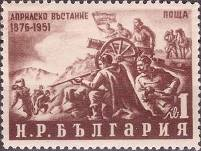 АПРИЛСКО ВЪСТАНИЕ
1876-1951
ПОЩА
ЛВ. 1
Н.Р. БЪЛГАРИЯ